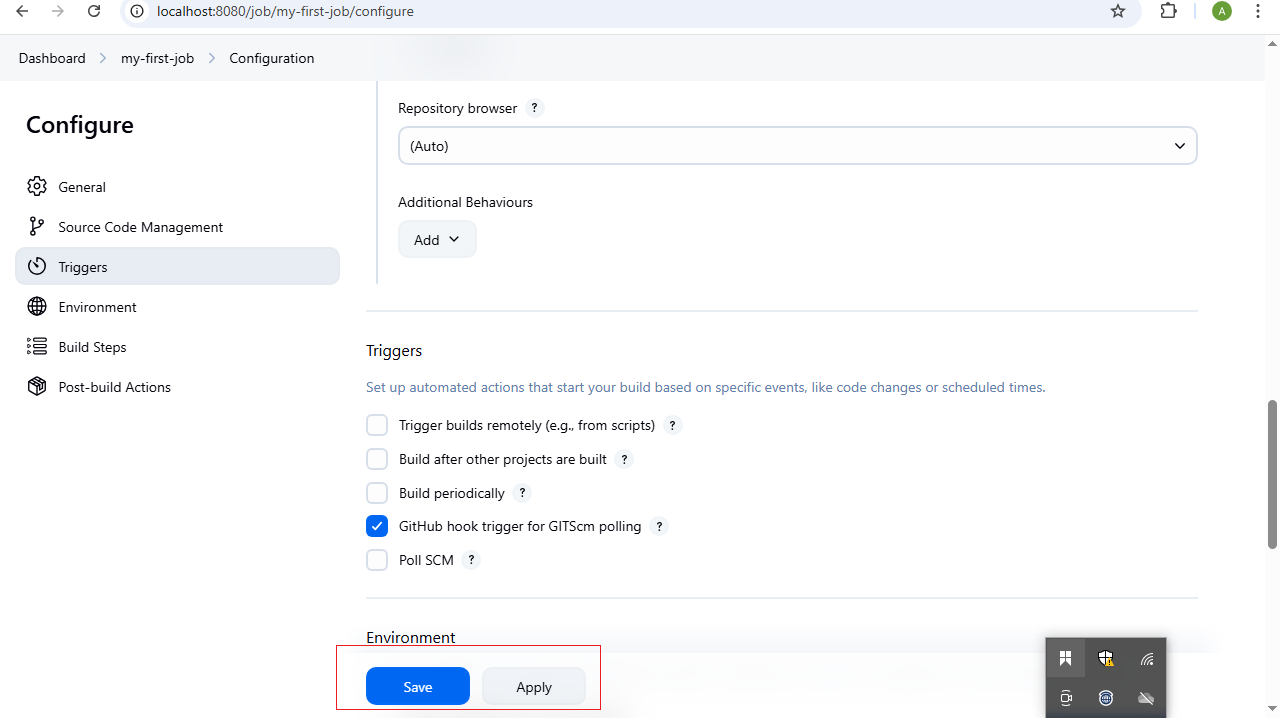 localhost:8080/job/my-first-job/configure
A
Dashboard my-first-job Configuration
Configure
General
Source Code Management
Triggers
Environment
Build Steps
Post-build Actions
Repository browser ?
(Auto)
Additional Behaviours
Add
Triggers
Set up automated actions that start your build based on specific events, like code changes or scheduled times.
Trigger builds remotely (e.g., from scripts) ?
Build after other projects are built ?
Build periodically ?
GitHub hook trigger for GITScm polling ?
Poll SCM ?
Environment
Save Apply